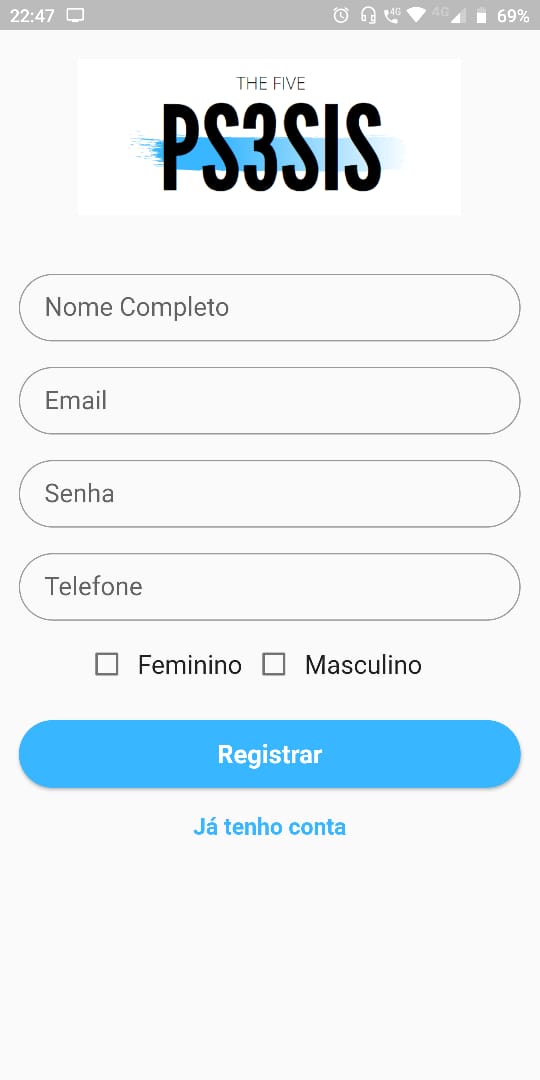 22:47 4G 4G 69%
THE FIVE
PS3SIS
Nome Completo
Email
Senha
Telefone
Feminino Masculino
Registrar
Já tenho conta